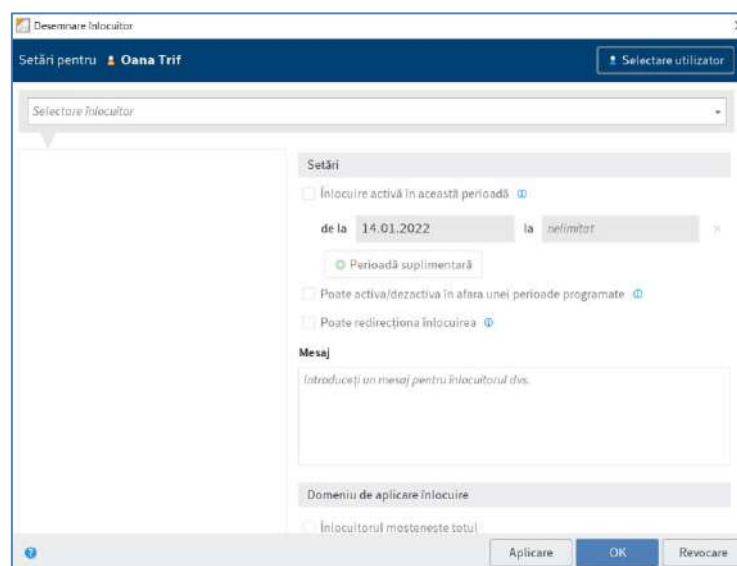 Desemnare înlocuitor
Setări pentru Oana Trif
Selectare utilizator
Selectare înlocuitor
Setări
Înlocuire activă în această perioadă
de la 14.01.2022 la nelimitat
Perioadă suplimentară
Poate activa/dezactiva în afara unei perioade programate
Poate redirecționa înlocuirea
Mesaj
Introduceți un mesaj pentru înlocuitorul dvs.
Domeniu de aplicare înlocuire
Înlocuitorul moștenește totul
Aplicare OK Revocare